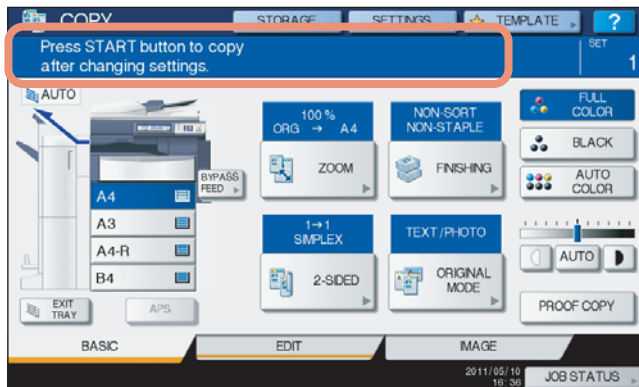 COPY
STORAGE
SETTINGS
TEMPLATE
?
Press START button to copy
after changing settings.
SET
1
AUTO
100 %
ORG → A4
ZOOM
NON-SORT
NON-STAPLE
FINISHING
FULL
COLOR
BLACK
AUTO
COLOR
BYPASS
FEED
A4
A3
A4-R
B4
1→1
SIMPLEX
2-SIDED
TEXT/PHOTO
ORIGINAL
MODE
AUTO
EXIT
TRAY
APS
PROOF COPY
BASIC
EDIT
IMAGE
2011/05/10
16:36
JOB STATUS